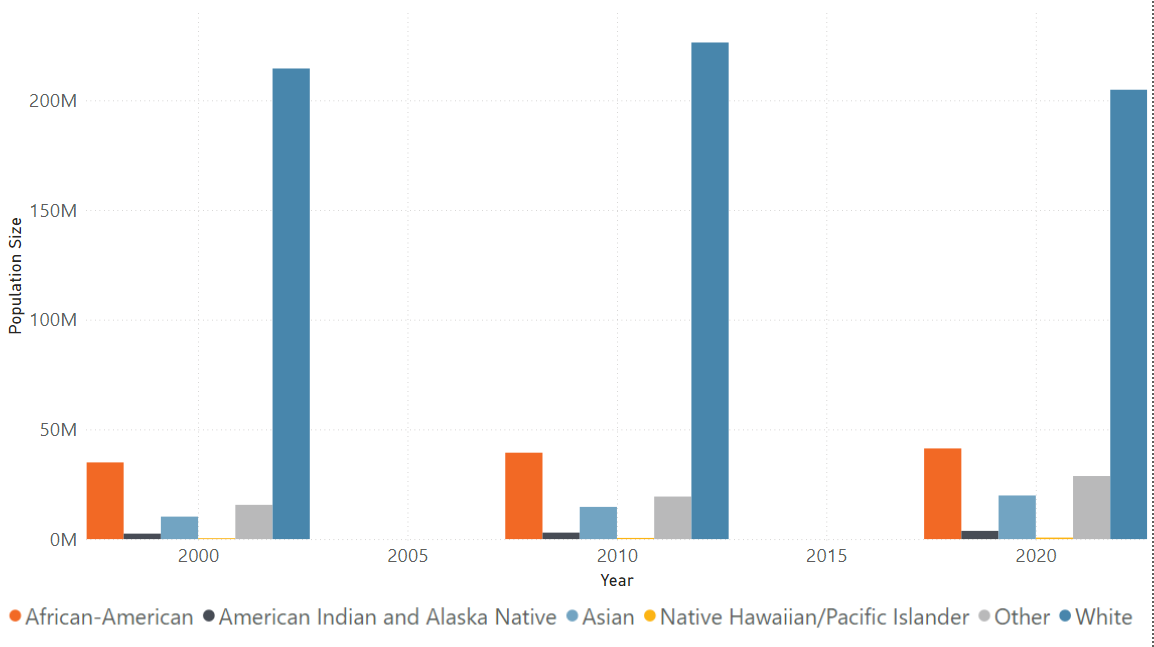 200M
150M
100M
50M
0M
Population Size
2000 2005 2010 2015 2020
Year
African-American American Indian and Alaska Native Asian Native Hawaiian/Pacific Islander Other White